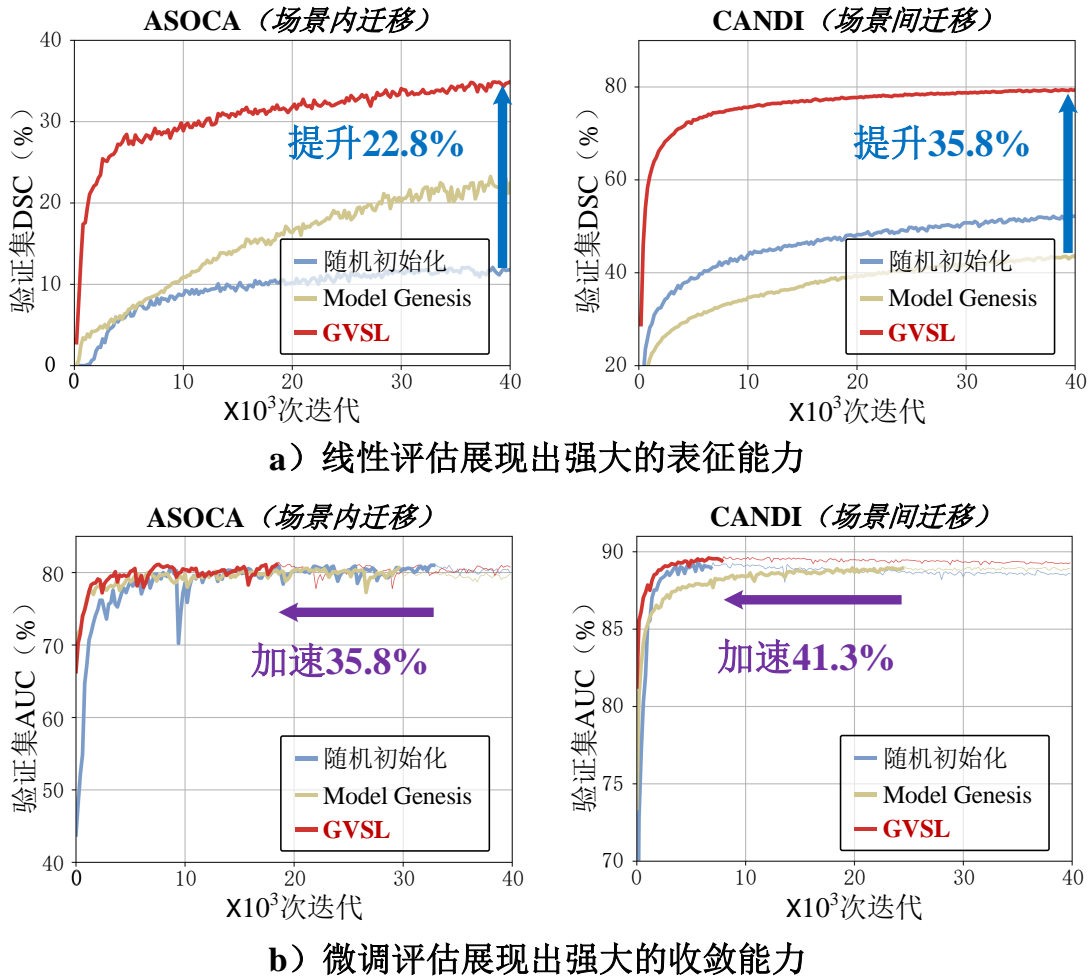 ASOCA（场景内迁移）
40
30
20
10
0
验证集DSC（%）
提升22.8%
随机初始化
Model Genesis
GVSL
0 10 20 30 40
X10³次迭代
CANDI（场景间迁移）
80
60
40
20
验证集DSC（%）
提升35.8%
随机初始化
Model Genesis
GVSL
0 10 20 30 40
X10³次迭代
a）线性评估展现出强大的表征能力
ASOCA（场景内迁移）
80
70
60
50
40
验证集AUC（%）
加速35.8%
随机初始化
Model Genesis
GVSL
0 10 20 30 40
X10³次迭代
CANDI（场景间迁移）
90
85
80
75
70
验证集AUC（%）
加速41.3%
随机初始化
Model Genesis
GVSL
0 10 20 30 40
X10³次迭代
b）微调评估展现出强大的收敛能力